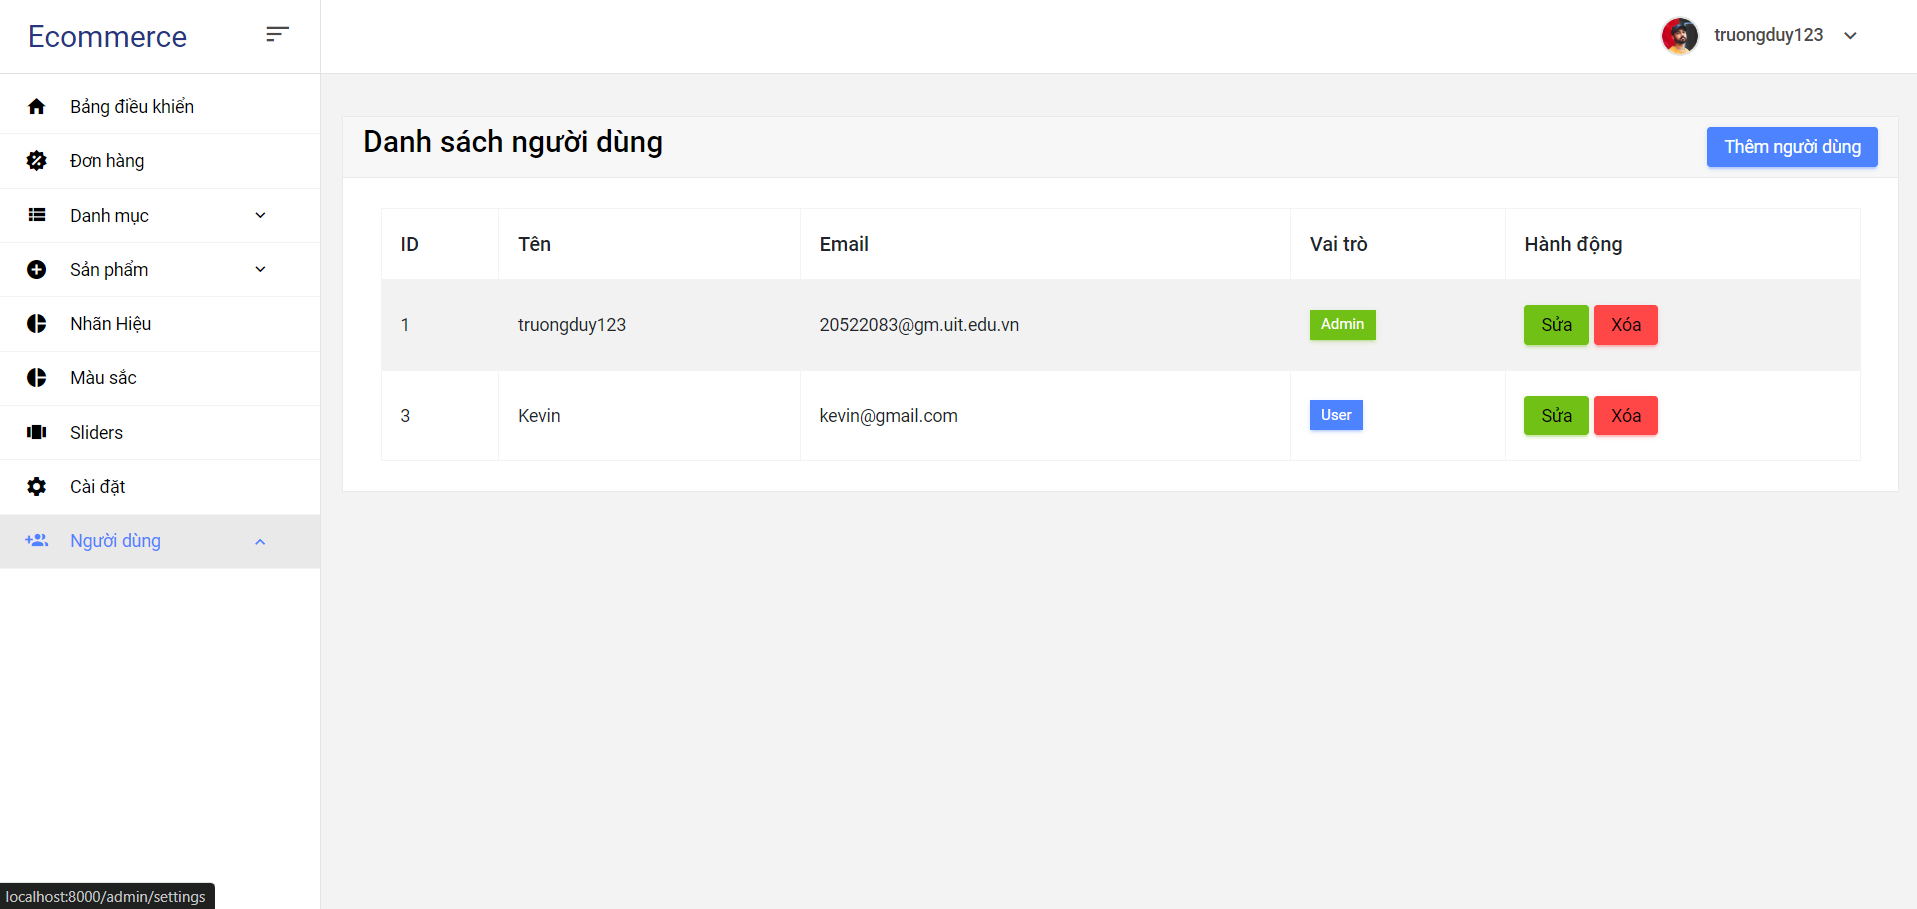 Ecommerce
truongduy123
Bảng điều khiển
Đơn hàng
Danh mục
Sản phẩm
Nhãn Hiệu
Màu sắc
Sliders
Cài đặt
Người dùng
Danh sách người dùng
Thêm người dùng
ID Tên Email Vai trò Hành động
1 truongduy123 20522083@gm.uit.edu.vn Admin Sửa Xóa
3 Kevin kevin@gmail.com User Sửa Xóa
localhost:8000/admin/settings